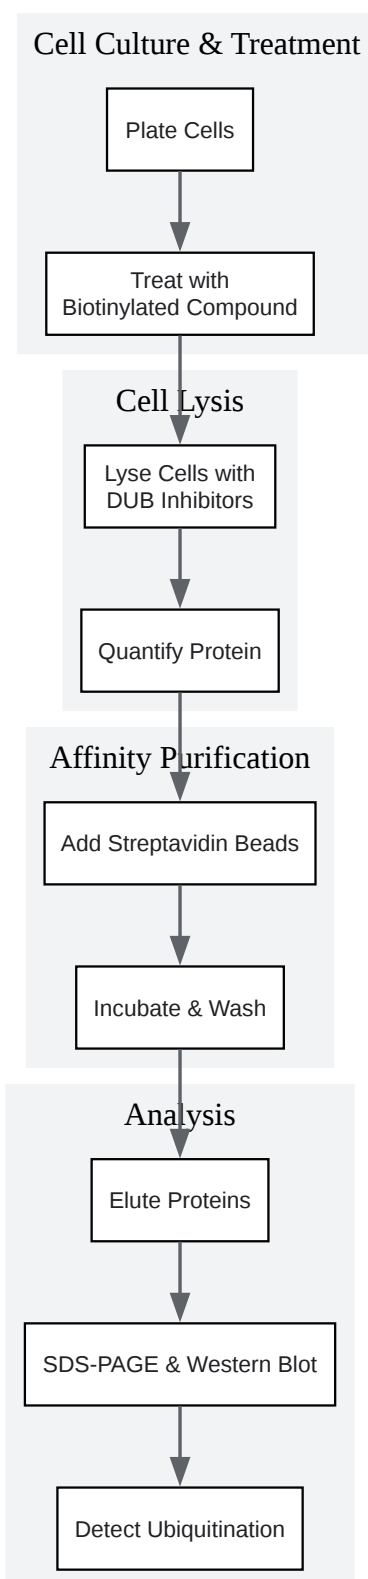 Cell Culture & Treatment
Plate Cells
Treat with
Biotinylated Compound
Cell Lysis
Lyse Cells with
DUB Inhibitors
Quantify Protein
Affinity Purification
Add Streptavidin Beads
Incubate & Wash
Analysis
Elute Proteins
SDS-PAGE & Western Blot
Detect Ubiquitination